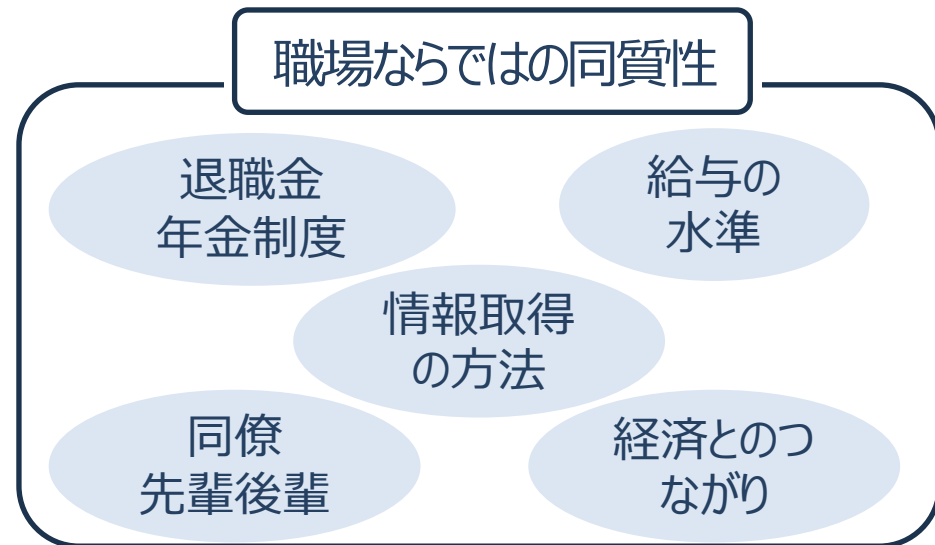 職場ならではの同質性
退職金
年金制度
給与の
水準
情報取得
の方法
同僚
先輩後輩
経済とのつ
ながり